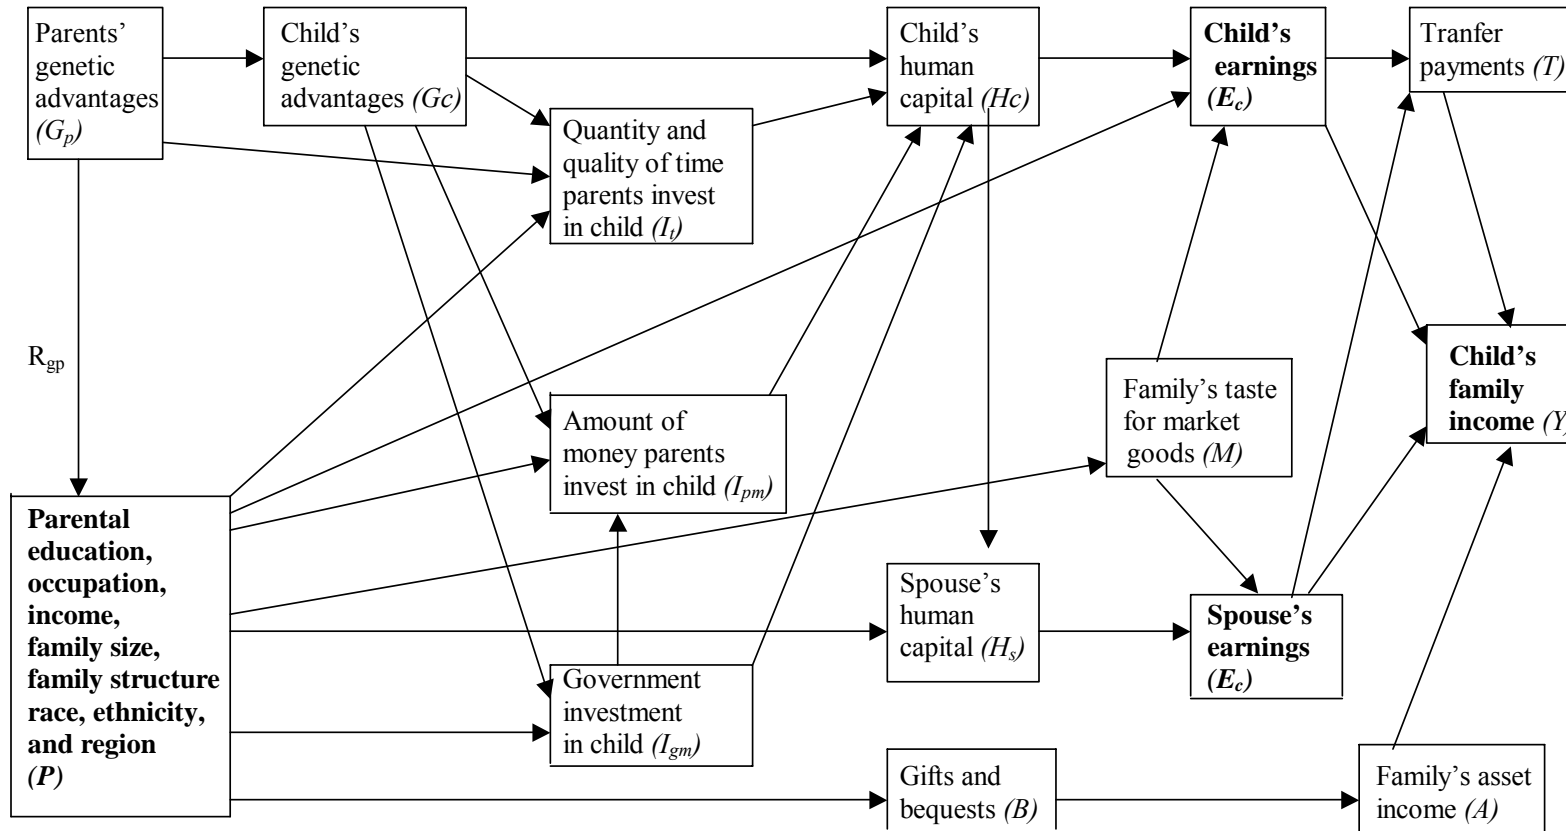 Parents'
genetic
advantages
(Gp)
Child's
genetic
advantages (Gc)
Quantity and
quality of time
parents invest
in child (It)
Child's
human
capital (Hc)
Child's
earnings
(Ec)
Tranfer
payments (T)
Rgp
Parental
education,
occupation,
income,
family size,
family structure
race, ethnicity,
and region
(P)
Amount of
money parents
invest in child (Ipm)
Government
investment
in child (Igm)
Family's taste
for market
goods (M)
Child's
family
income (Y)
Spouse's
human
capital (Hs)
Spouse's
earnings
(Ec)
Gifts and
bequests (B)
Family's asset
income (A)